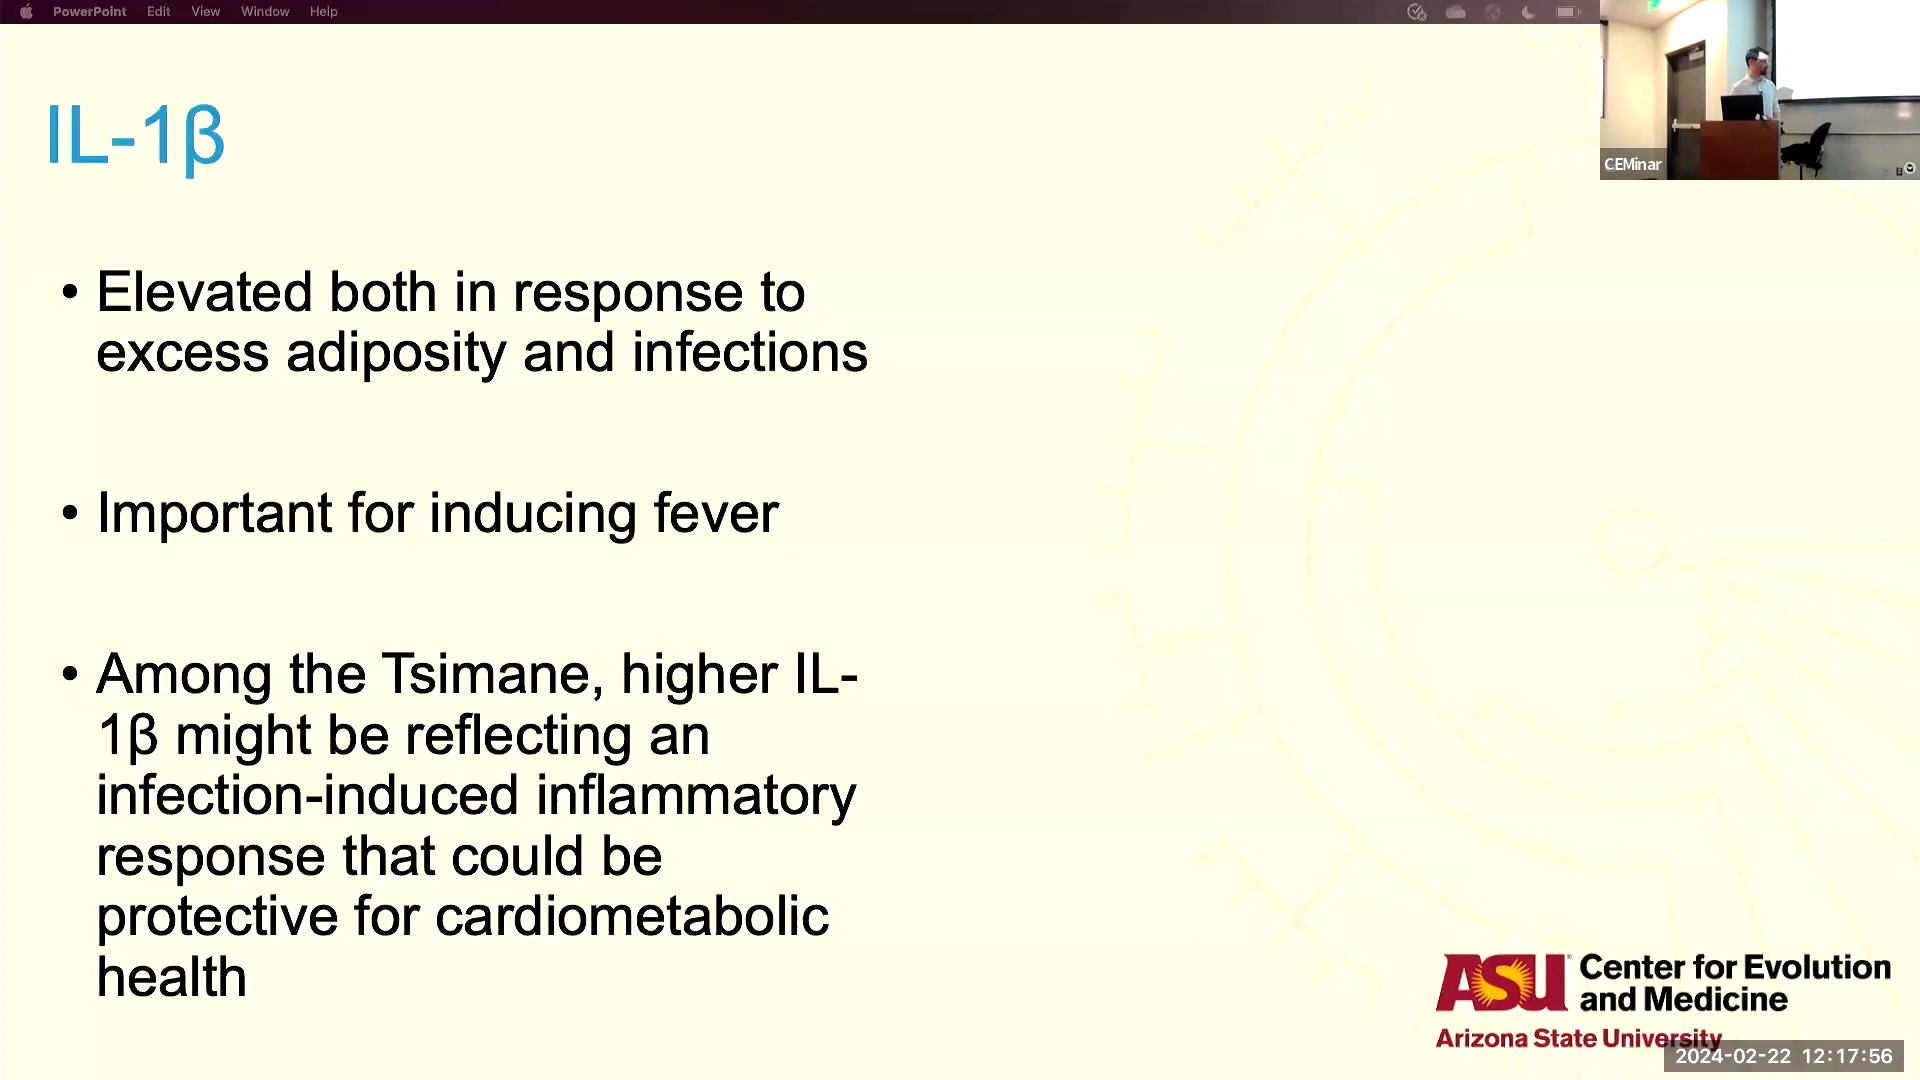 PowerPoint Edit View Window Help
CEMinar
IL-1β
• Elevated both in response to
excess adiposity and infections
• Important for inducing fever
• Among the Tsimane, higher IL-
1β might be reflecting an
infection-induced inflammatory
response that could be
protective for cardiometabolic
health
ASU Center for Evolution
and Medicine
Arizona State University
2024-02-22 12:17:56